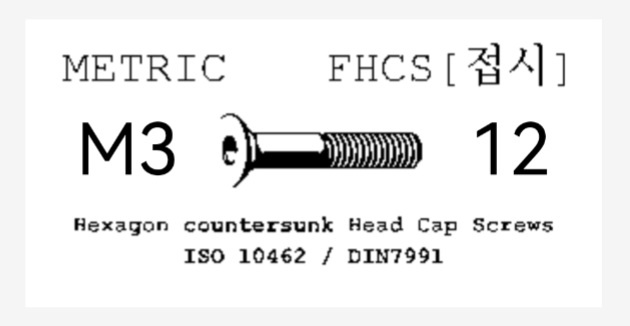 METRIC FHCS[접시]
M3 12
Hexagon countersunk Head Cap Screws
ISO 10462 / DIN7991